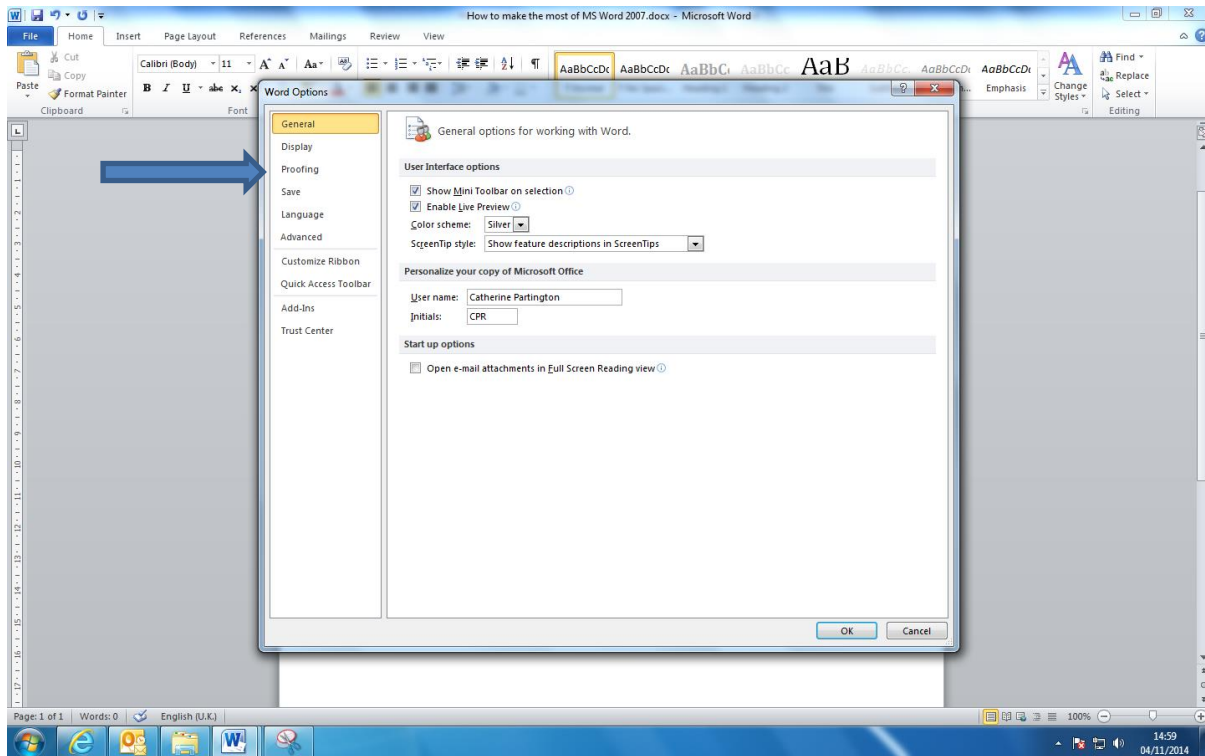 How to make the most of MS Word 2007.docx - Microsoft Word
File Home Insert Page Layout References Mailings Review View
Paste
Cut
Copy
Format Painter
Clipboard
Calibri (Body) 11
Font
AaBbCcDc AaBbCcDc AaBbC AaBbCc AaB AaBbCc. AaBbCcDt AaBbCcDt
Emphasis
Change
Styles
Find
Replace
Select
Editing
Word Options
General
Display
Proofing
Save
Language
Advanced
Customize Ribbon
Quick Access Toolbar
Add-Ins
Trust Center
General options for working with Word.
User Interface options
Show Mini Toolbar on selection
Enable Live Preview
Color scheme: Silver
ScreenTip style: Show feature descriptions in ScreenTips
Personalize your copy of Microsoft Office
User name: Catherine Partington
Initials: CPR
Start up options
Open e-mail attachments in Full Screen Reading view
OK Cancel
Page: 1 of 1 Words: 0 English (U.K.) 100%
14:59
04/11/2014